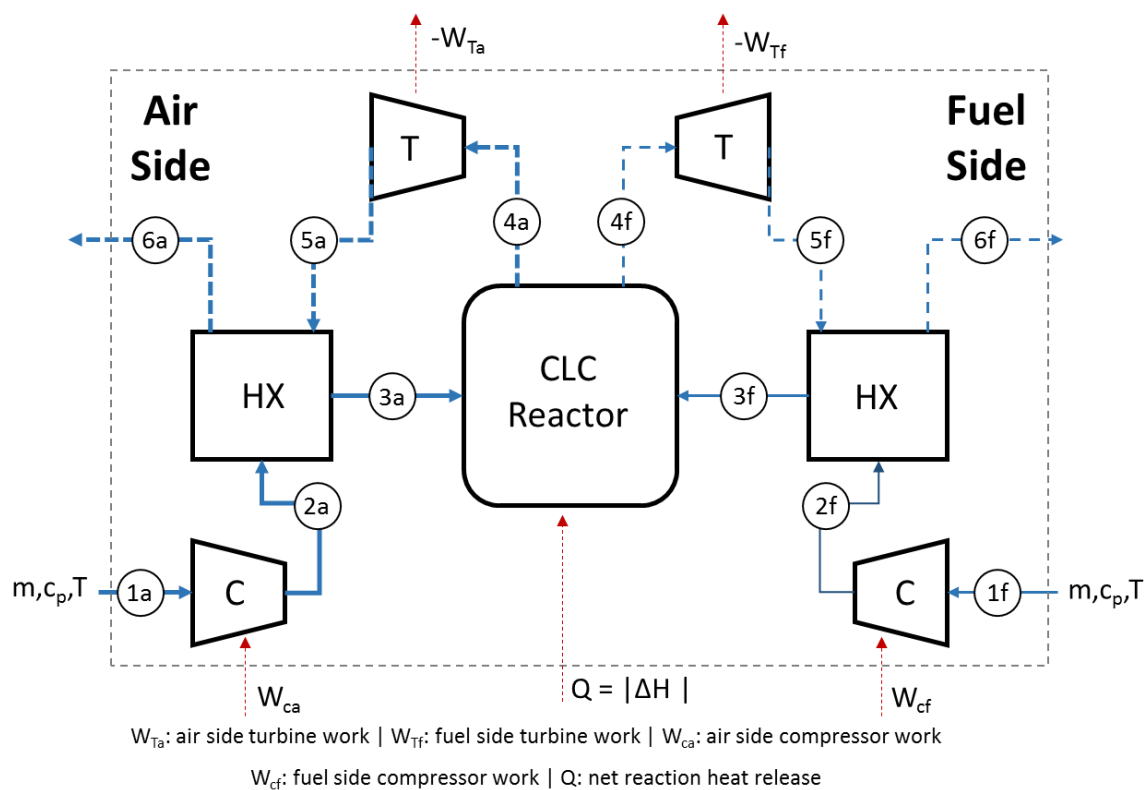 -W_Ta
-W_Tf
Air
Side
Fuel
Side
T
T
4a
4f
6a
5a
5f
6f
HX
3a
CLC
Reactor
3f
HX
2a
2f
m,c_p,T
1a
C
C
1f
m,c_p,T
W_ca
Q = |ΔH |
W_cf
W_Ta: air side turbine work | W_Tf: fuel side turbine work | W_ca: air side compressor work
W_cf: fuel side compressor work | Q: net reaction heat release